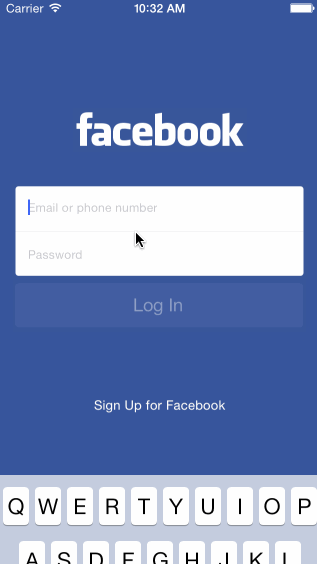 Carrier 10:32 AM
facebook
Email or phone number
Password
Log In
Sign Up for Facebook
Q W E R T Y U I O P
A S D F G H J K L